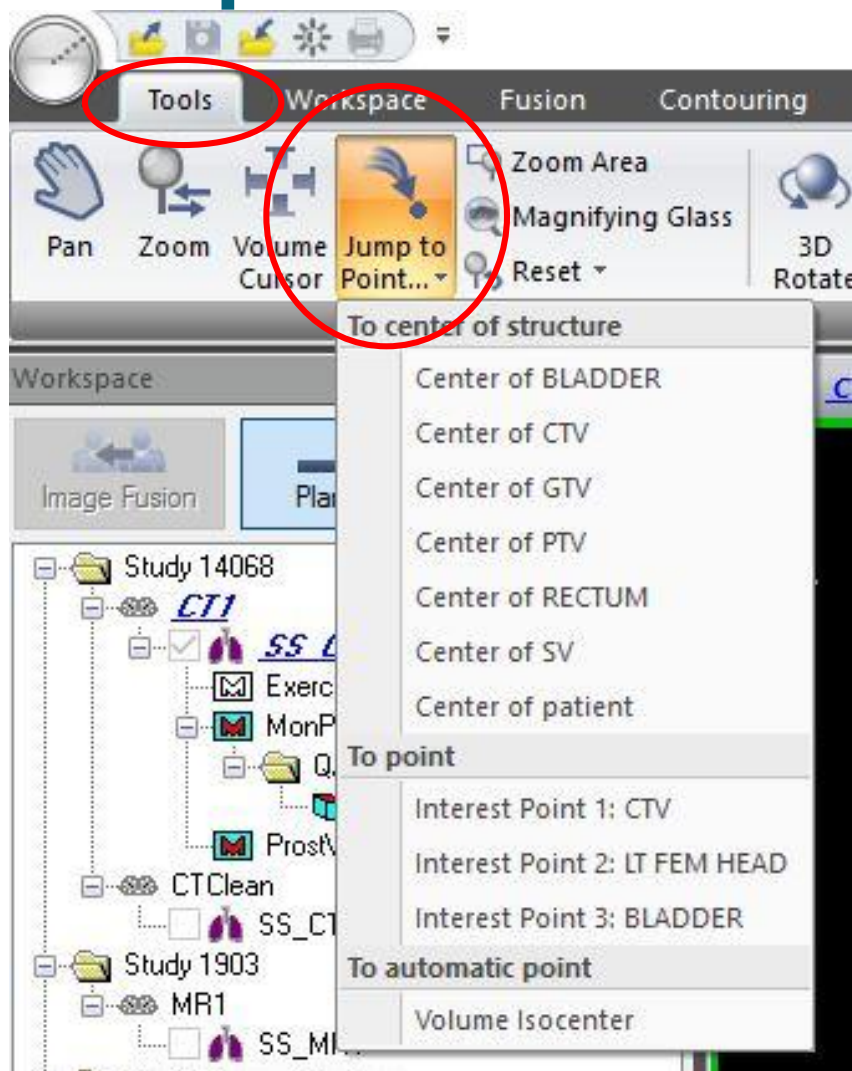 Tools Workspace Fusion Contouring
Pan Zoom Volume Cursor Jump to Point...
Zoom Area
Magnifying Glass
Reset
3D Rotate
To center of structure
Workspace
Center of BLADDER
Center of CTV
Image Fusion
Center of GTV
Center of PTV
Study 14068
CT1
Center of RECTUM
SS
Center of SV
Center of patient
To point
Interest Point 1: CTV
Interest Point 2: LT FEM HEAD
CTClean
Interest Point 3: BLADDER
Study 1903
To automatic point
MR1
Volume Isocenter